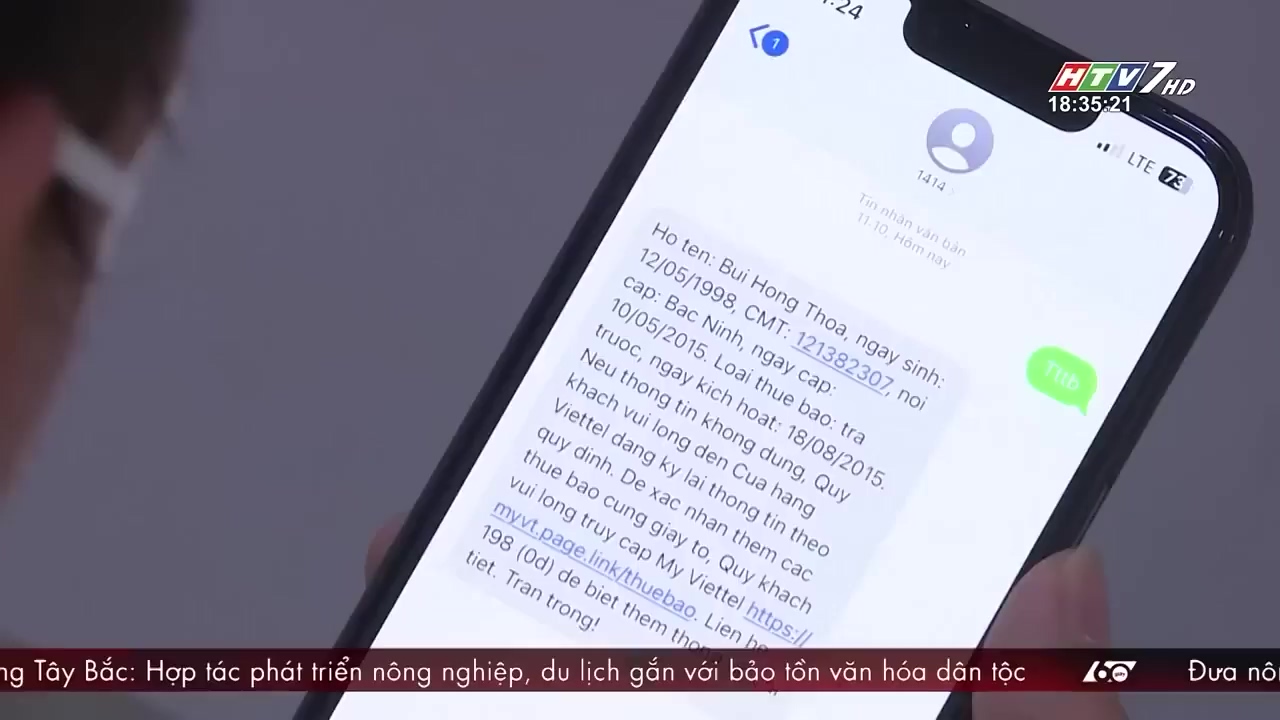 1:24
1
HTV7 HD
18:35:21
LTE 73
1414
Tin nhắn văn bản
11:10, Hôm nay
Tttb
Ho ten: Bui Hong Thoa, ngay sinh:
12/05/1998, CMT: 121382307, noi
cap: Bac Ninh, ngay cap:
10/05/2015. Loai thue bao: tra
truoc, ngay kich hoat: 18/08/2015.
Neu thong tin khong dung, Quy
khach vui long den Cua hang
Viettel dang ky lai thong tin theo
quy dinh. De xac nhan them cac
thue bao cung giay to, Quy khach
vui long truy cap My Viettel https://
myvt.page.link/thuebao. Lien he
198 (0d) de biet them thong
tiet. Tran trong!
ng Tây Bắc: Hợp tác phát triển nông nghiệp, du lịch gắn với bảo tồn văn hóa dân tộc 60 giây Đưa nôn